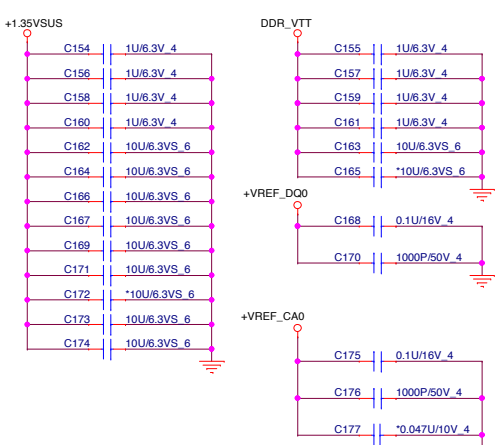 +1.35VSUS
C154 1U/6.3V_4
C156 1U/6.3V_4
C158 1U/6.3V_4
C160 1U/6.3V_4
C162 10U/6.3VS_6
C164 10U/6.3VS_6
C166 10U/6.3VS_6
C167 10U/6.3VS_6
C169 10U/6.3VS_6
C171 10U/6.3VS_6
C172 *10U/6.3VS_6
C173 10U/6.3VS_6
C174 10U/6.3VS_6
DDR_VTT
C155 1U/6.3V_4
C157 1U/6.3V_4
C159 1U/6.3V_4
C161 1U/6.3V_4
C163 10U/6.3VS_6
C165 *10U/6.3VS_6
+VREF_DQ0
C168 0.1U/16V_4
C170 1000P/50V_4
+VREF_CA0
C175 0.1U/16V_4
C176 1000P/50V_4
C177 *0.047U/10V_4